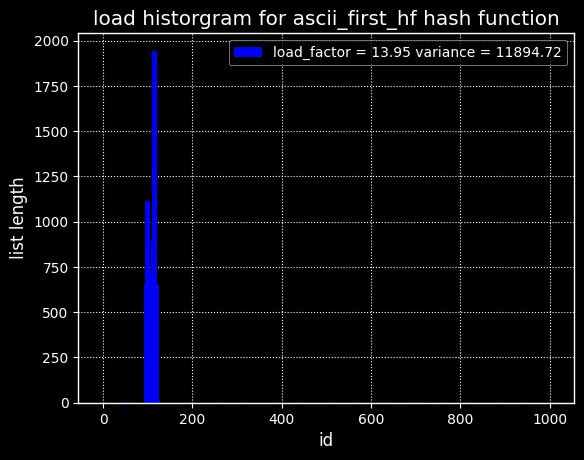 load historgram for ascii_first_hf hash function
load_factor = 13.95 variance = 11894.72
list length
2000
1750
1500
1250
1000
750
500
250
0
0 200 400 600 800 1000
id